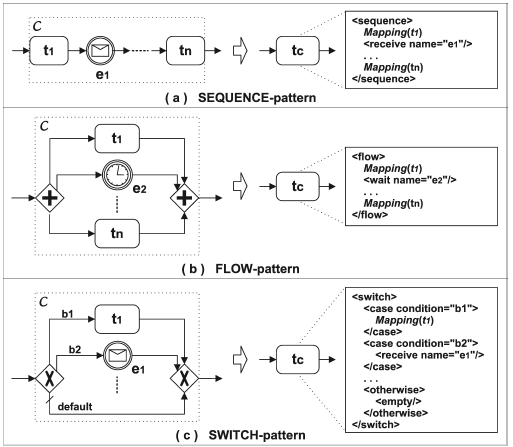 C
t1
e1
tn
tc
<sequence>
Mapping(t1)
<receive name="e1"/>
. . .
Mapping(tn)
</sequence>
( a ) SEQUENCE-pattern
C
t1
e2
tn
tc
<flow>
Mapping(t1)
<wait name="e2"/>
. . .
Mapping(tn)
</flow>
( b ) FLOW-pattern
C
b1
t1
b2
e1
default
tc
<switch>
<case condition="b1">
Mapping(t1)
</case>
<case condition="b2">
<receive name="e1"/>
</case>
. . .
<otherwise>
<empty/>
</otherwise>
</switch>
( c ) SWITCH-pattern